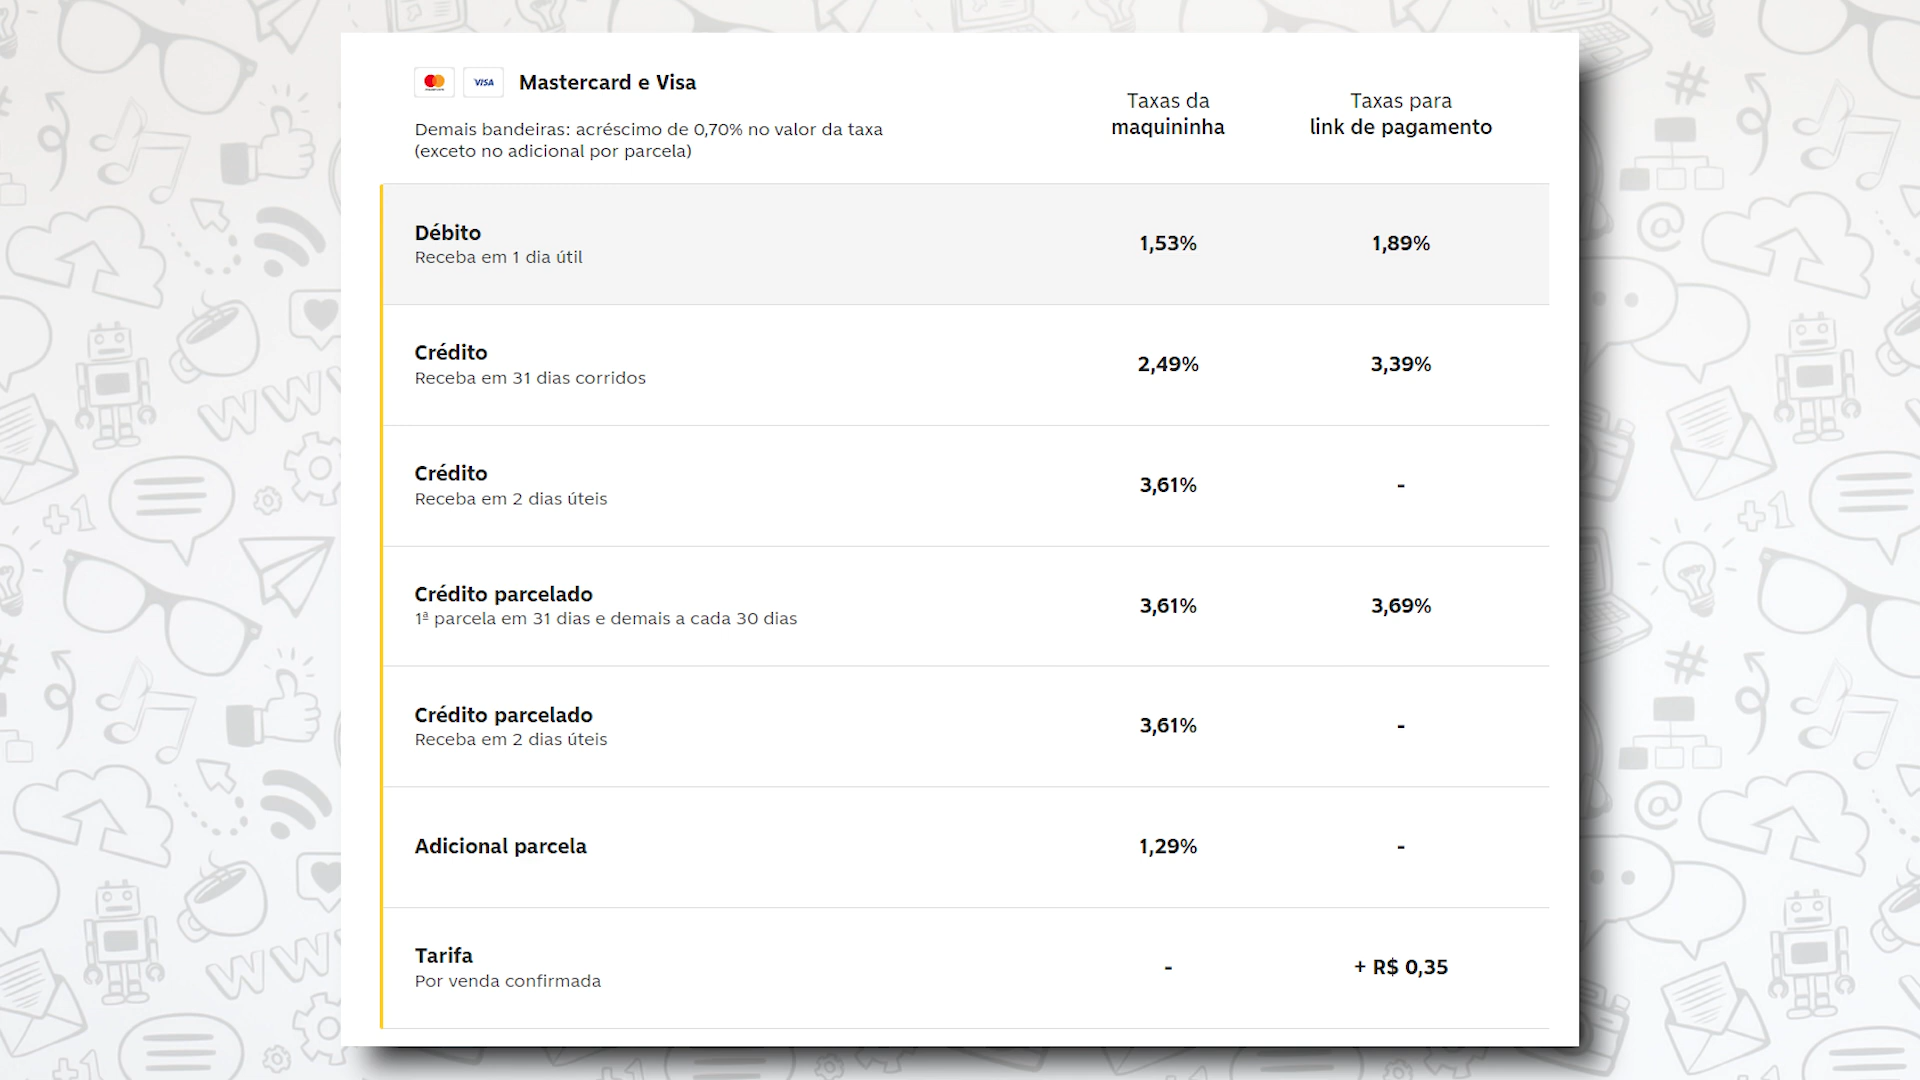 VISA Mastercard e Visa
Demais bandeiras: acréscimo de 0,70% no valor da taxa
(exceto no adicional por parcela)
Taxas da
maquininha
Taxas para
link de pagamento
Débito
Receba em 1 dia útil
1,53%
1,89%
Crédito
Receba em 31 dias corridos
2,49%
3,39%
Crédito
Receba em 2 dias úteis
3,61%
-
Crédito parcelado
1ª parcela em 31 dias e demais a cada 30 dias
3,61%
3,69%
Crédito parcelado
Receba em 2 dias úteis
3,61%
-
Adicional parcela
1,29%
-
Tarifa
Por venda confirmada
-
+ R$ 0,35